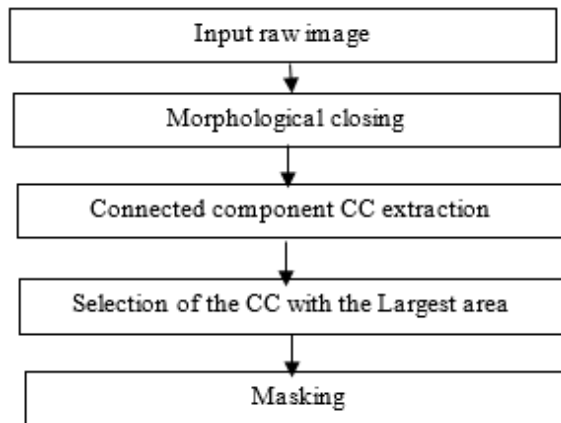 Input raw image
Morphological closing
Connected component CC extraction
Selection of the CC with the Largest area
Masking